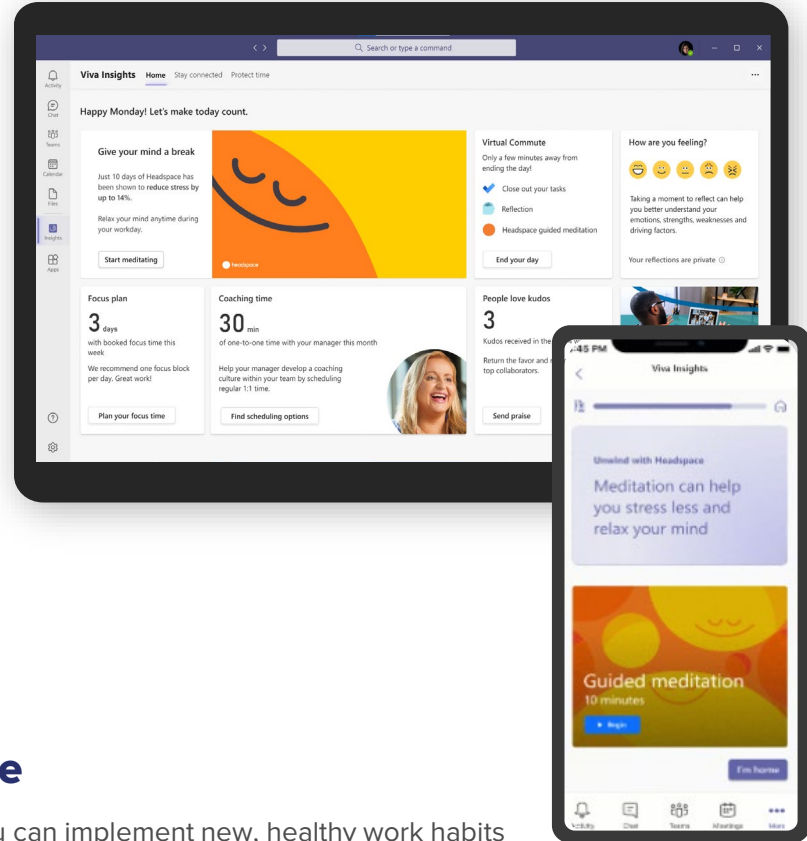 Search or type a command
Viva Insights Home Stay connected Protect time
Activity
Chat
Teams
Calendar
Files
Insights
Apps
Happy Monday! Let's make today count.
Give your mind a break
Just 10 days of Headspace has
been shown to reduce stress by
up to 14%.
Relax your mind anytime during
your workday.
Start meditating
headspace
Virtual Commute
Only a few minutes away from
ending the day!
Close out your tasks
Reflection
Headspace guided meditation
End your day
How are you feeling?
Taking a moment to reflect can help
you better understand your
emotions, strengths, weaknesses and
driving factors.
Your reflections are private
Focus plan
3 days
with booked focus time this
week
We recommend one focus block
per day. Great work!
Plan your focus time
Coaching time
30 min
of one-to-one time with your manager this month
Help your manager develop a coaching
culture within your team by scheduling
regular 1:1 time.
Find scheduling options
People love kudos
3
Kudos received in the
Return the favor and
top collaborators.
Send praise
:45 PM
Viva Insights
Unwind with Headspace
Meditation can help
you stress less and
relax your mind
Guided meditation
10 minutes
Begin
I'm home
Activity Chat Teams Meetings More
e
u can implement new, healthy work habits